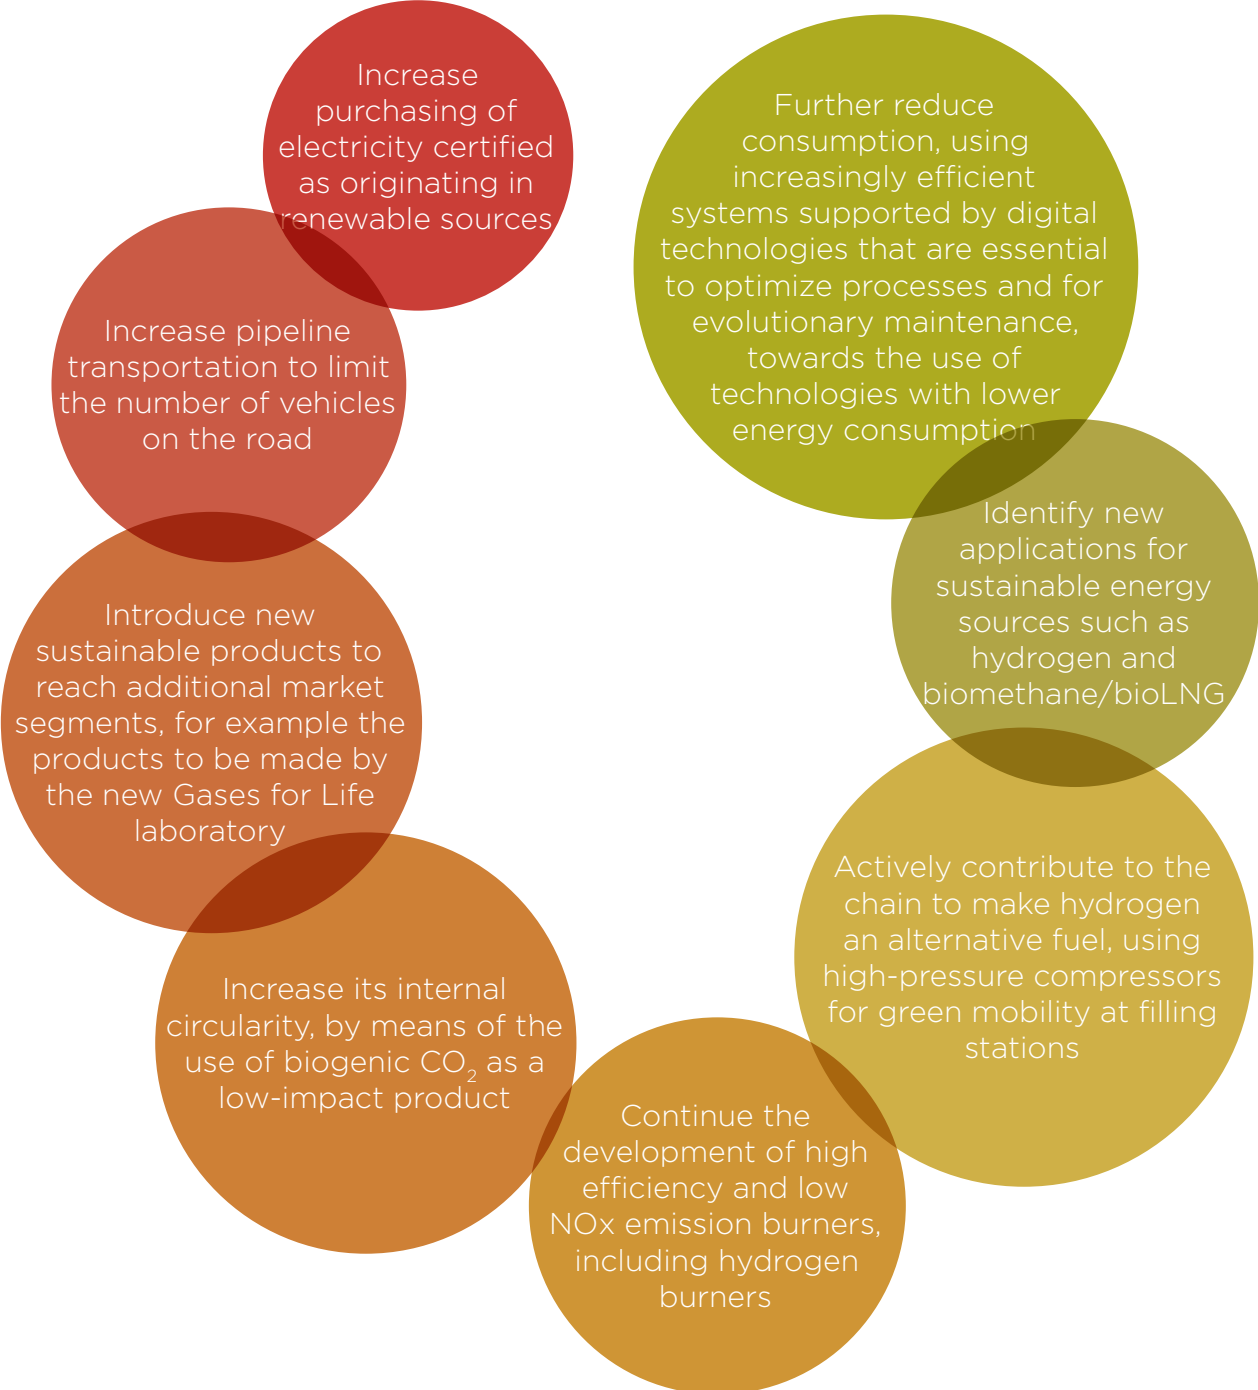 Increase
purchasing of
electricity certified
as originating in
renewable sources
Further reduce
consumption, using
increasingly efficient
systems supported by digital
technologies that are essential
to optimize processes and for
evolutionary maintenance,
towards the use of
technologies with lower
energy consumption
Increase pipeline
transportation to limit
the number of vehicles
on the road
Identify new
applications for
sustainable energy
sources such as
hydrogen and
biomethane/bioLNG
Introduce new
sustainable products to
reach additional market
segments, for example the
products to be made by
the new Gases for Life
laboratory
Actively contribute to the
chain to make hydrogen
an alternative fuel, using
high-pressure compressors
for green mobility at filling
stations
Increase its internal
circularity, by means of the
use of biogenic CO₂ as a
low-impact product
Continue the
development of high
efficiency and low
NOx emission burners,
including hydrogen
burners